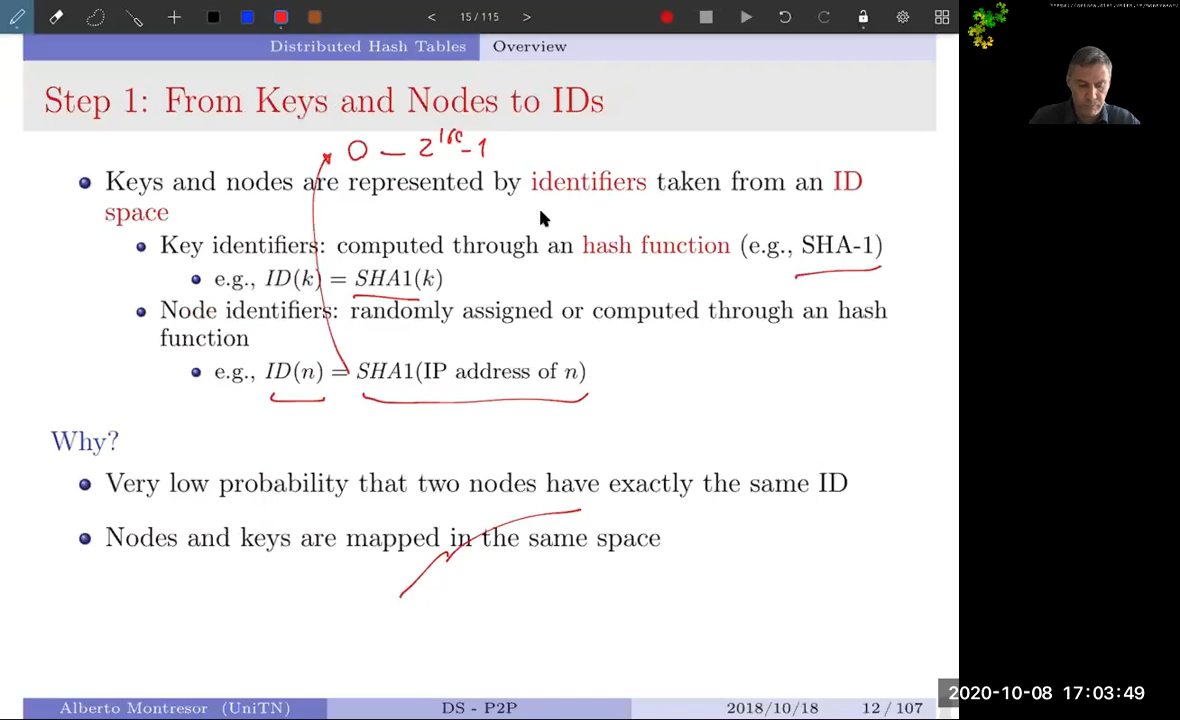 15 / 115
Distributed Hash Tables Overview
Step 1: From Keys and Nodes to IDs
0 — 2^160-1
Keys and nodes are represented by identifiers taken from an ID
space
Key identifiers: computed through an hash function (e.g., SHA-1)
e.g., ID(k) = SHA1(k)
Node identifiers: randomly assigned or computed through an hash
function
e.g., ID(n) = SHA1(IP address of n)
Why?
Very low probability that two nodes have exactly the same ID
Nodes and keys are mapped in the same space
Alberto Montresor (UniTN) DS - P2P 2018/10/18 12 / 107
2020-10-08 17:03:49